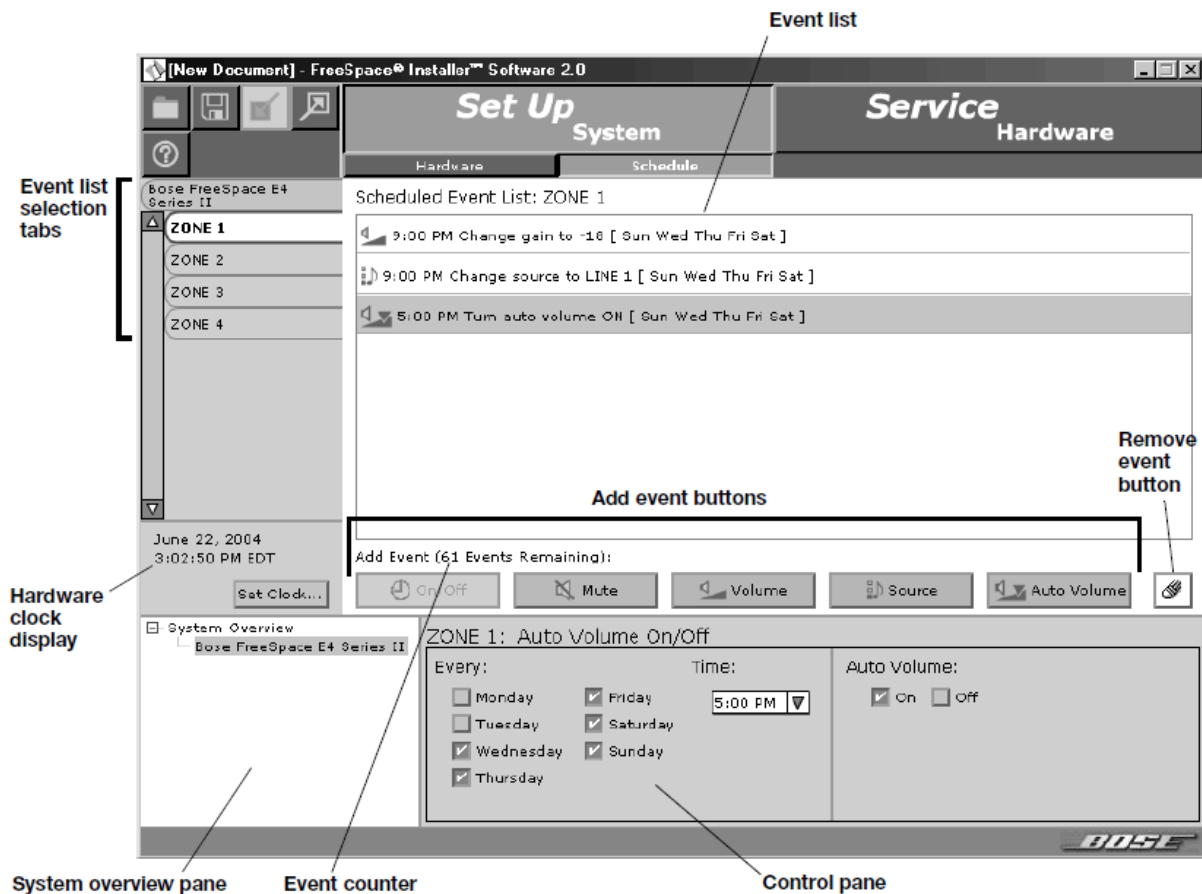 Event list
[New Document] - FreeSpace® Installer™ Software 2.0
Set Up
System
Service
Hardware
Hardware
Schedule
Event list
selection
tabs
Bose FreeSpace E4
Series II
ZONE 1
ZONE 2
ZONE 3
ZONE 4
Scheduled Event List: ZONE 1
9:00 PM Change gain to -18 [ Sun Wed Thu Fri Sat ]
9:00 PM Change source to LINE 1 [ Sun Wed Thu Fri Sat ]
5:00 PM Turn auto volume ON [ Sun Wed Thu Fri Sat ]
Remove
event
button
Add event buttons
June 22, 2004
3:02:50 PM EDT
Set Clock...
Hardware
clock
display
Add Event (61 Events Remaining):
On/Off
Mute
Volume
Source
Auto Volume
System Overview
Bose FreeSpace E4 Series II
ZONE 1: Auto Volume On/Off
Every:
Time:
Auto Volume:
Monday
Friday
5:00 PM
On
Off
Tuesday
Saturday
Wednesday
Sunday
Thursday
BOSE
System overview pane
Event counter
Control pane